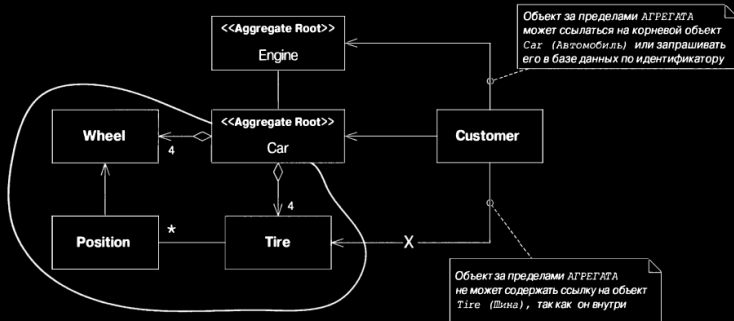 <<Aggregate Root>>
Engine
Объект за пределами АГРЕГАТА
может ссылаться на корневой объект
Car (Автомобиль) или запрашивать
его в базе данных по идентификатору
Wheel
4
<<Aggregate Root>>
Car
Customer
4
Position
*
Tire
X
Объект за пределами АГРЕГАТА
не может содержать ссылку на объект
Tire (Шина), так как он внутри